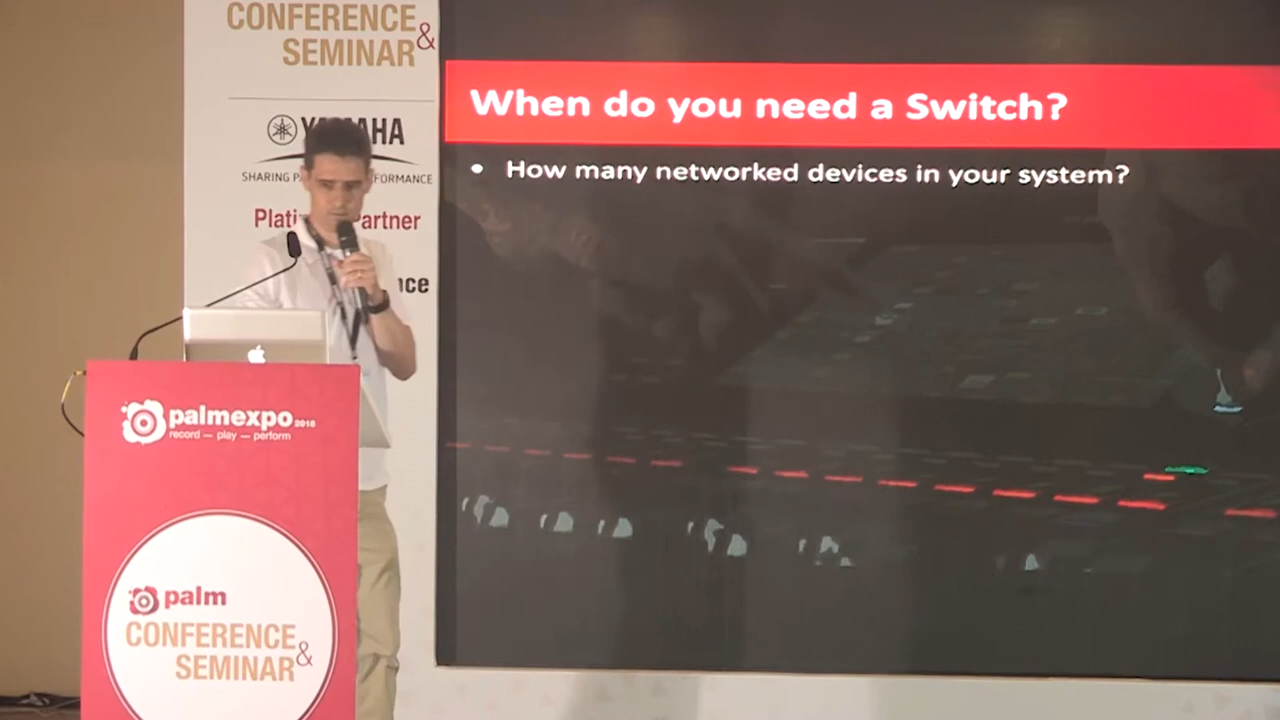 CONFERENCE
& SEMINAR
YAMAHA
SHARING P
FORMANCE
Plati
artner
nce
When do you need a Switch?
• How many networked devices in your system?
palmexpo 2018
record — play — perform
palm
CONFERENCE
& SEMINAR